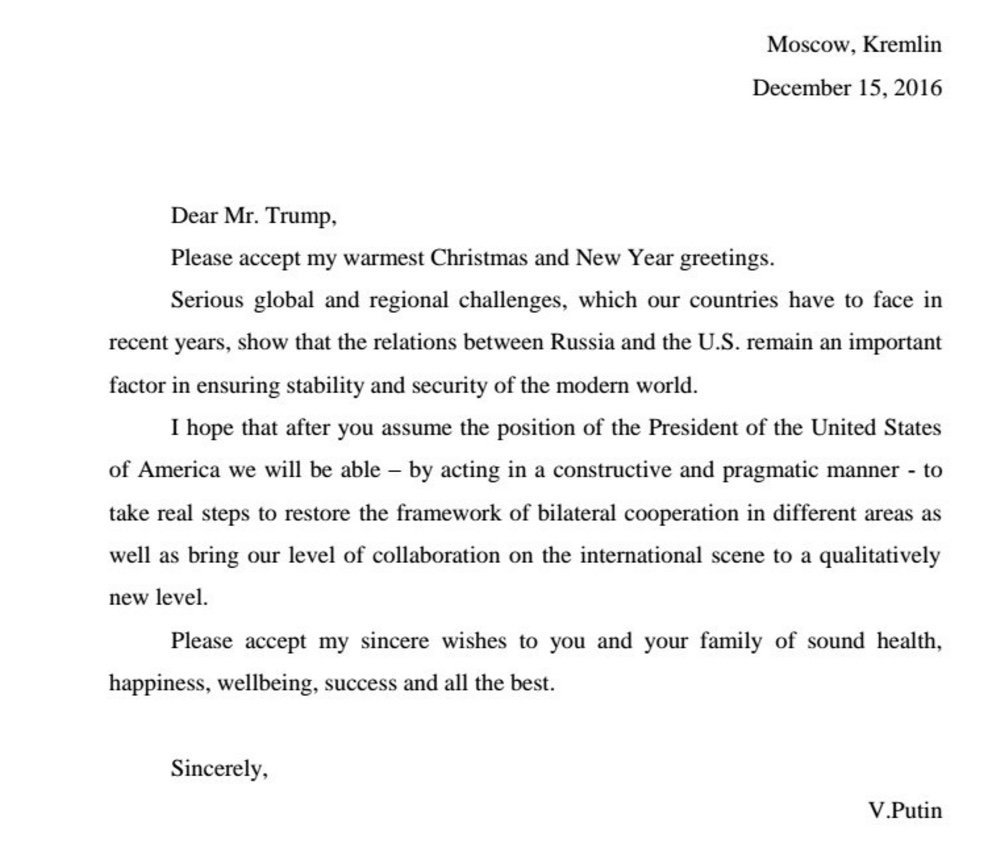 Moscow, Kremlin
December 15, 2016
Dear Mr. Trump,
Please accept my warmest Christmas and New Year greetings.
Serious global and regional challenges, which our countries have to face in
recent years, show that the relations between Russia and the U.S. remain an important
factor in ensuring stability and security of the modern world.
I hope that after you assume the position of the President of the United States
of America we will be able – by acting in a constructive and pragmatic manner - to
take real steps to restore the framework of bilateral cooperation in different areas as
well as bring our level of collaboration on the international scene to a qualitatively
new level.
Please accept my sincere wishes to you and your family of sound health,
happiness, wellbeing, success and all the best.
Sincerely,
V.Putin